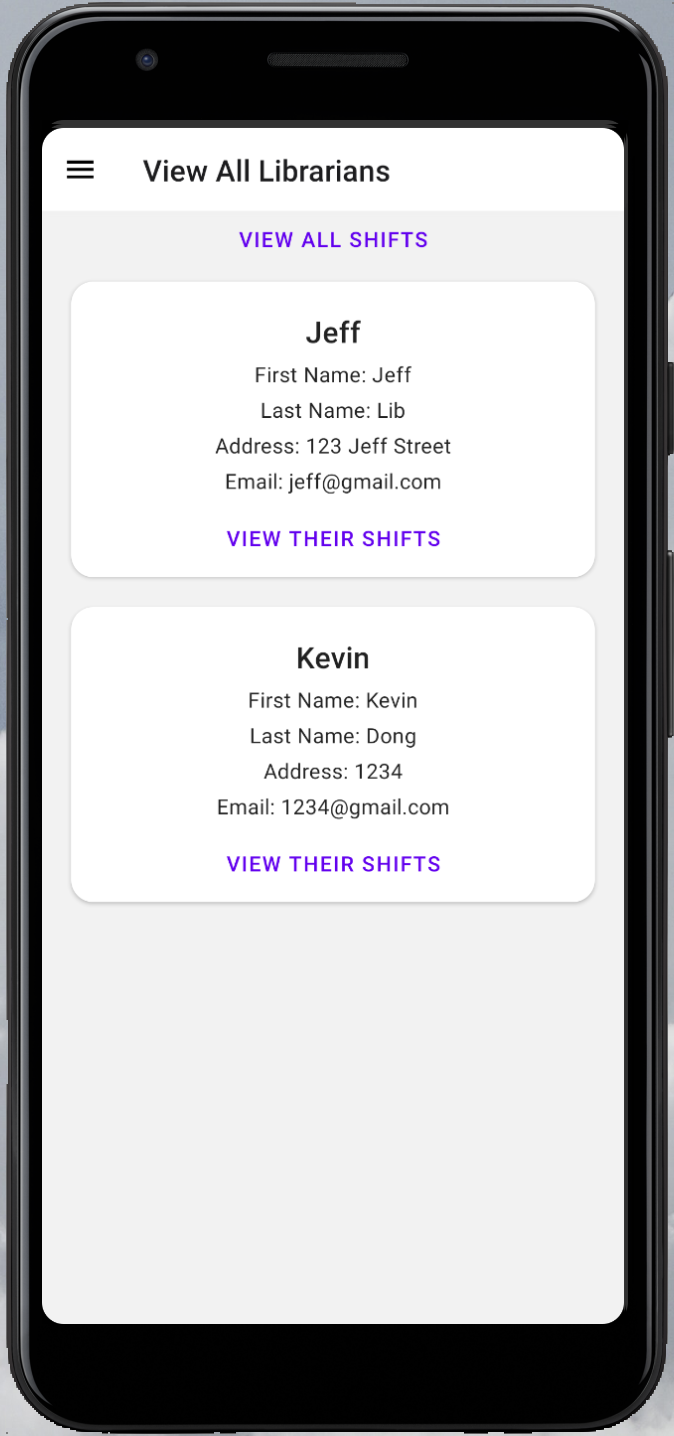 View All Librarians
VIEW ALL SHIFTS
Jeff
First Name: Jeff
Last Name: Lib
Address: 123 Jeff Street
Email: jeff@gmail.com
VIEW THEIR SHIFTS
Kevin
First Name: Kevin
Last Name: Dong
Address: 1234
Email: 1234@gmail.com
VIEW THEIR SHIFTS